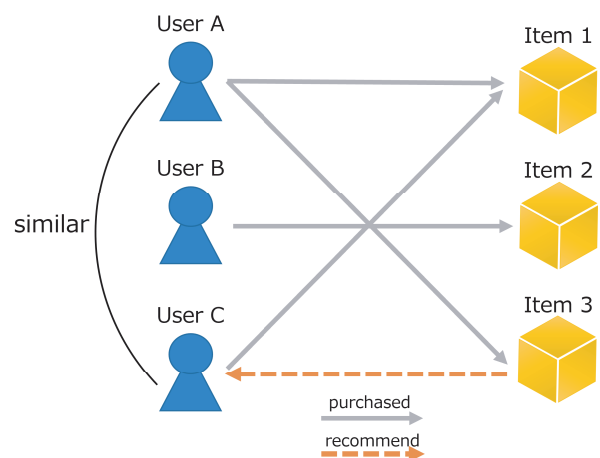 User A
Item 1
User B
Item 2
similar
User C
Item 3
purchased
recommend